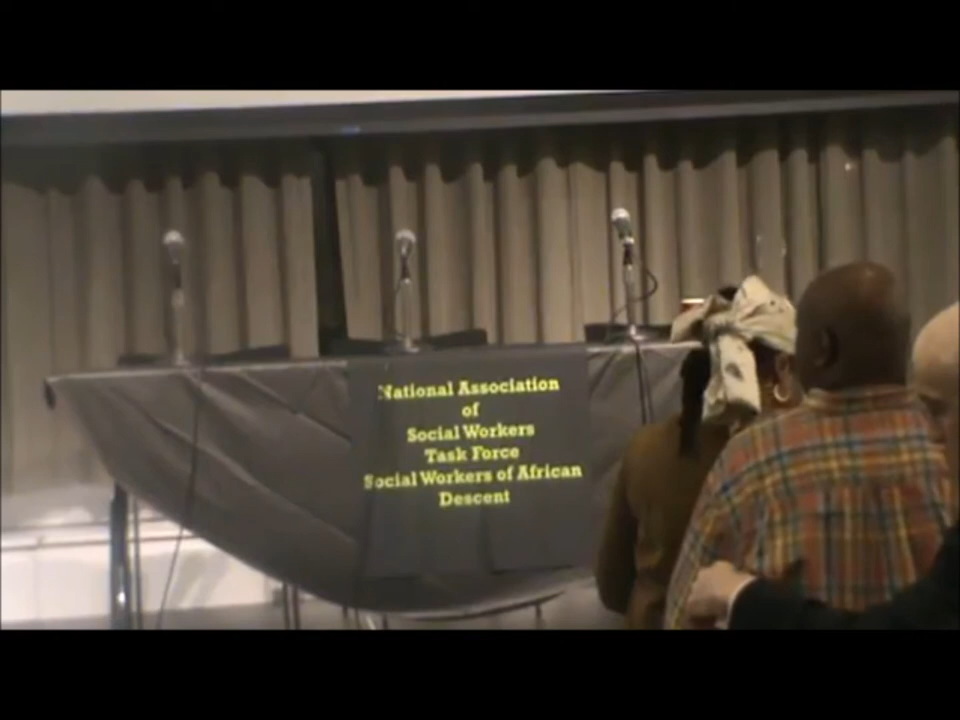 National Association
of
Social Workers
Task Force
Social Workers of African
Descent